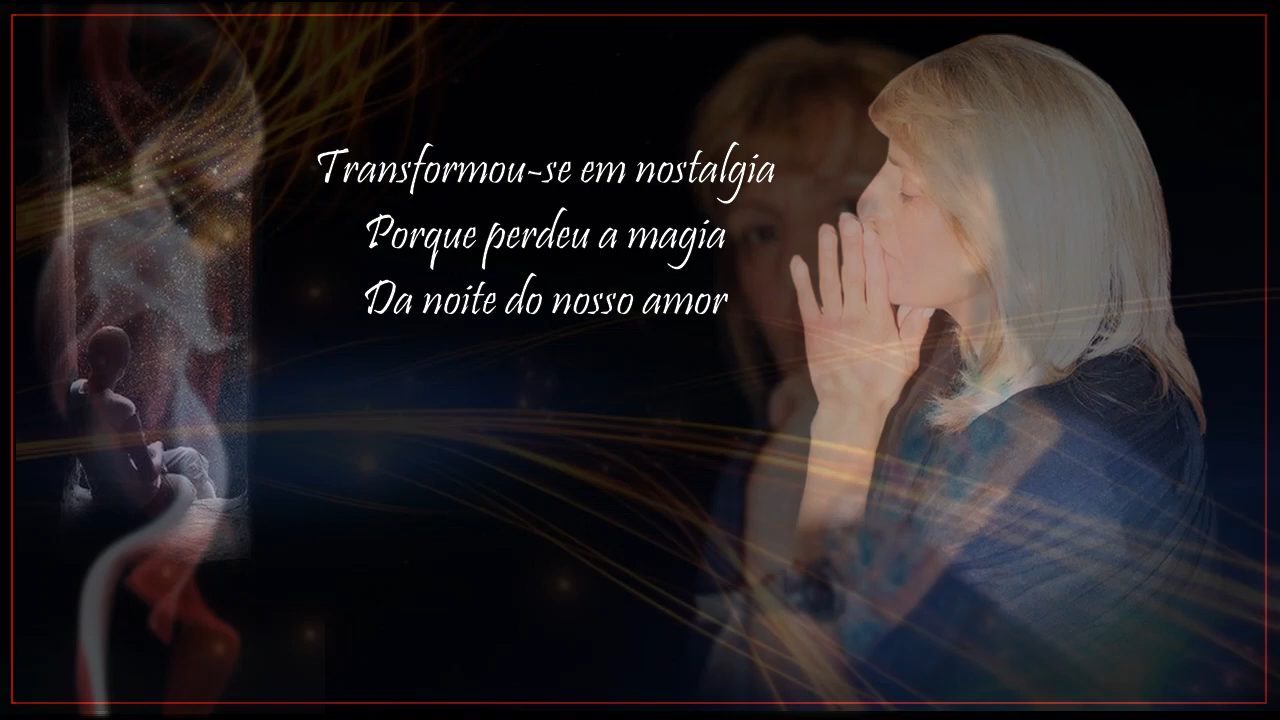 Transformou-se em nostalgia
Porque perdeu a magia
Da noite do nosso amor